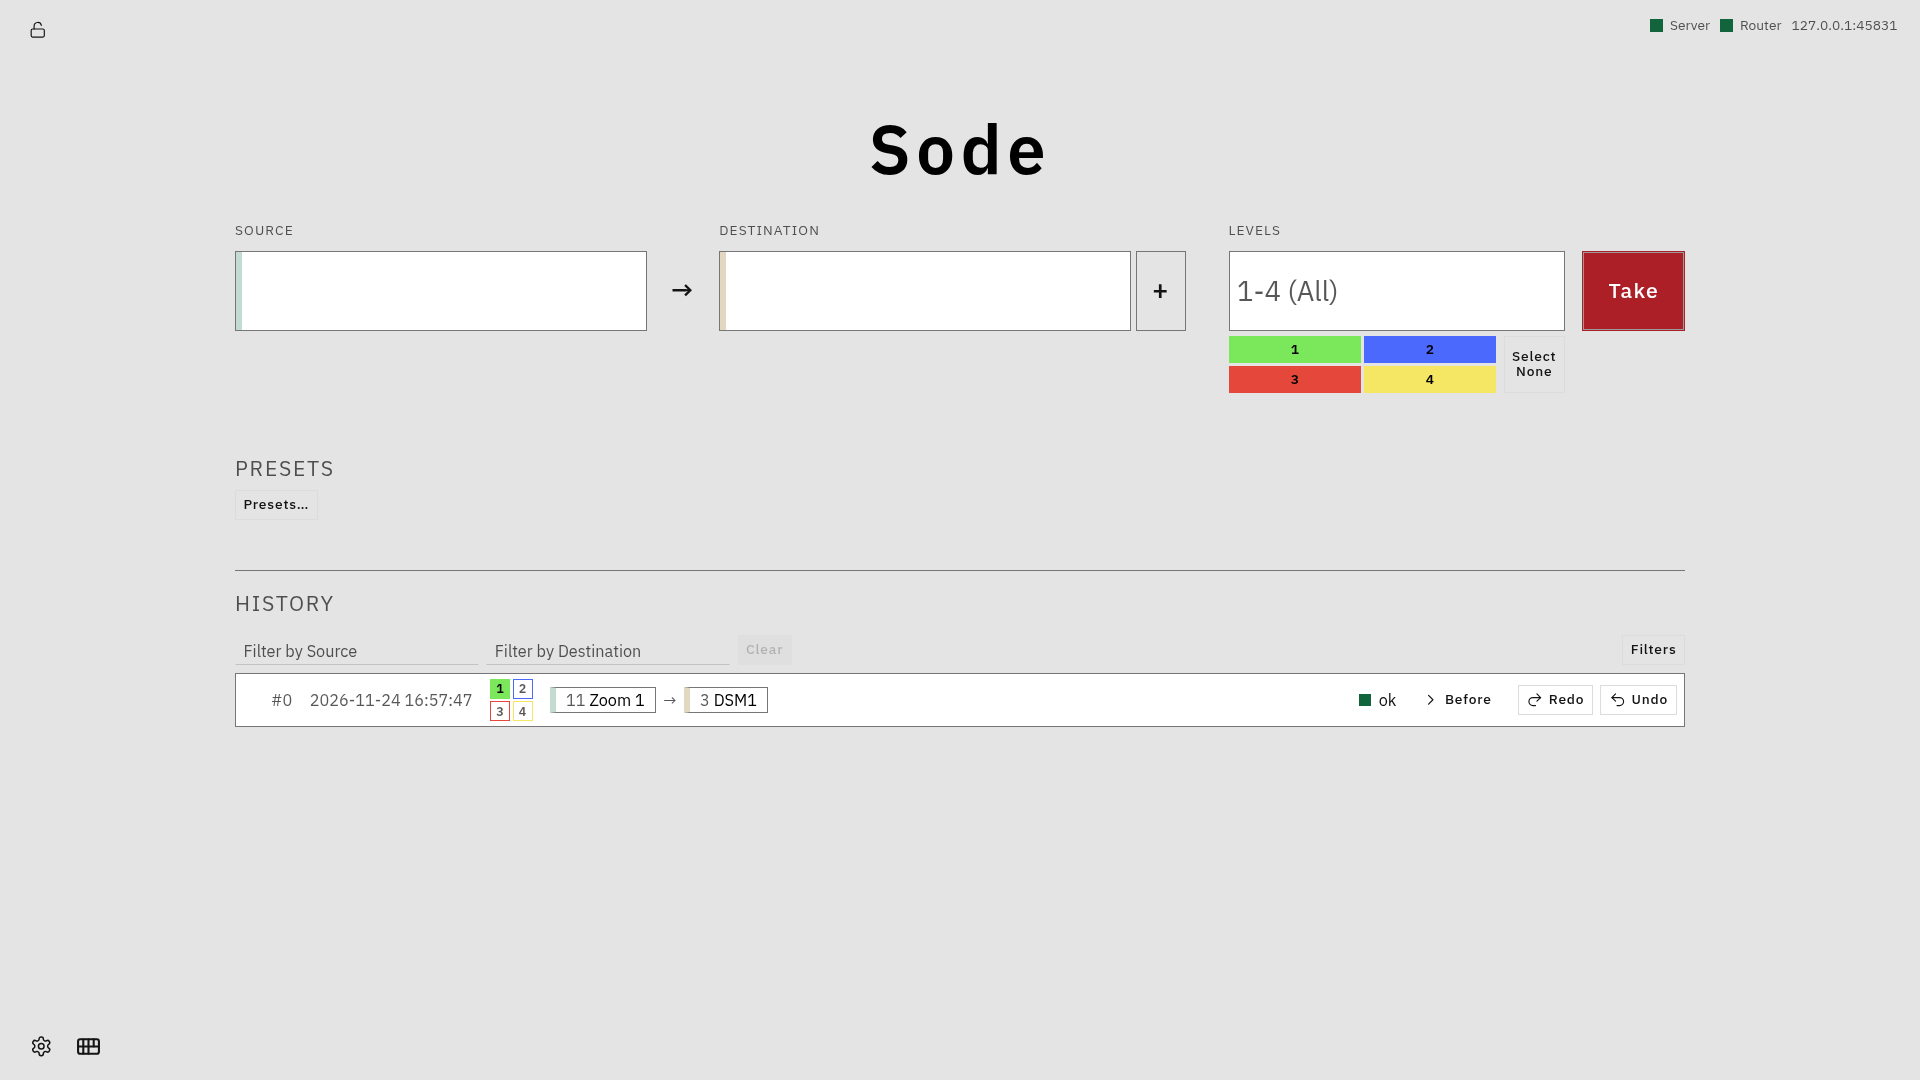 Server Router 127.0.0.1:45831
Sode
SOURCE DESTINATION LEVELS
→ + 1-4 (All) Take
1 2 Select None
3 4
PRESETS
Presets...
HISTORY
Filter by Source Filter by Destination Clear Filters
#0 2026-11-24 16:57:47 1 2 3 4 11 Zoom 1 → 3 DSM1 ok Before Redo Undo